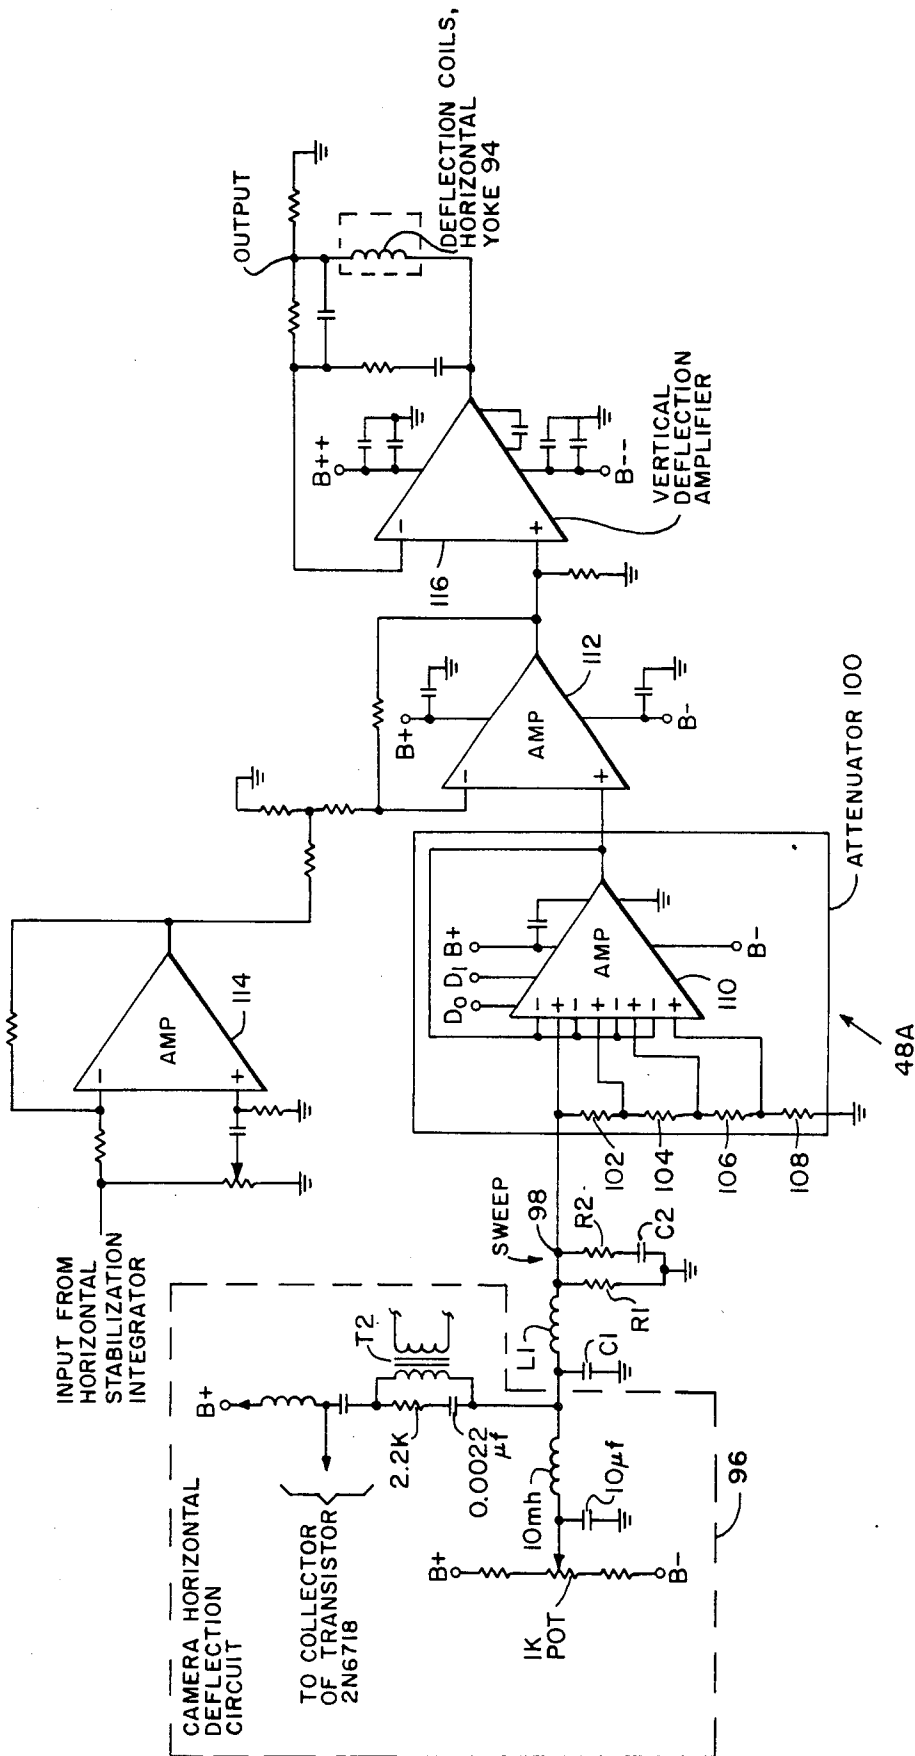 INPUT FROM
HORIZONTAL
STABILIZATION
INTEGRATOR
AMP
-
+
114
CAMERA HORIZONTAL
DEFLECTION
CIRCUIT
B+
TO COLLECTOR
OF TRANSISTOR
2N6718
2.2K
0.0022
μf
T2
B+
B-
1K
POT
10mh
10μf
96
L1
C1
R1
R2
C2
SWEEP
98
102
104
106
108
D0
D1
B+
-
+
-
+
-
+
-
+
AMP
110
B-
ATTENUATOR 100
48A
B+
-
+
AMP
112
B-
116
B++
-
+
B--
VERTICAL
DEFLECTION
AMPLIFIER
OUTPUT
DEFLECTION COILS,
HORIZONTAL
YOKE 94